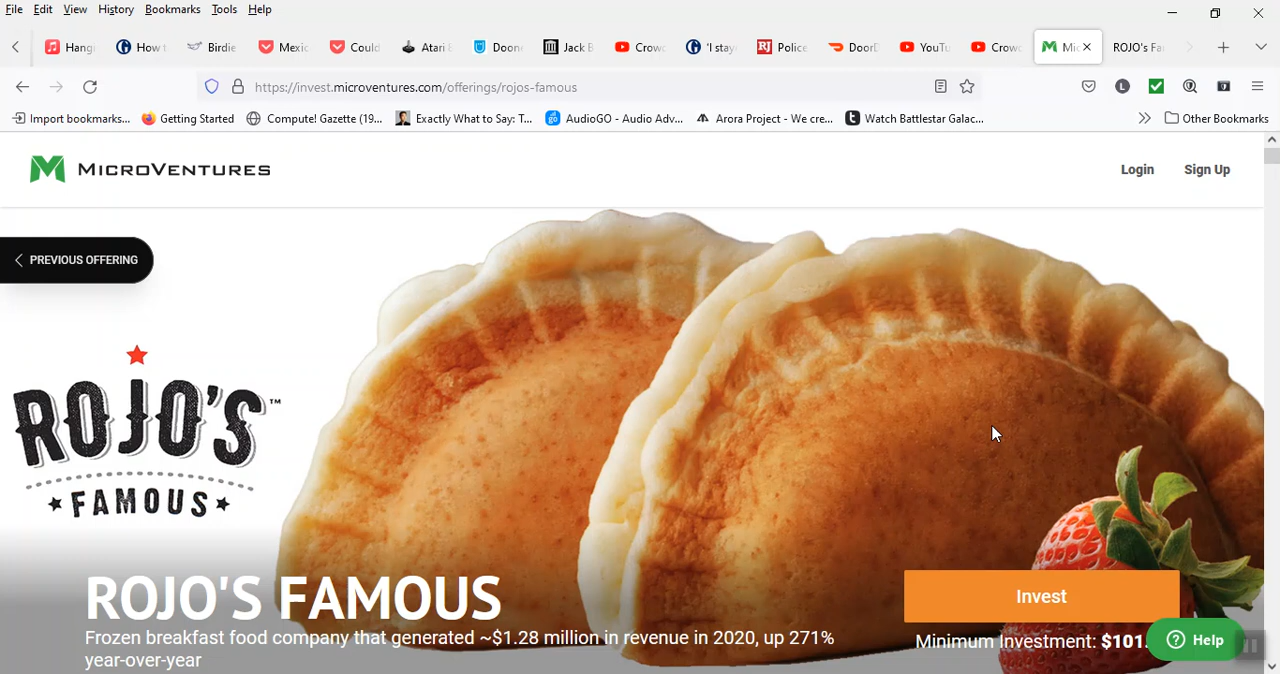 File Edit View History Bookmarks Tools Help
Hang How t Birdie Mexic Could Atari 8 Doon Jack B Crow 'I stay Police DoorD YouTu Crow Mic ROJO's Fa
https://invest.microventures.com/offerings/rojos-famous
Import bookmarks... Getting Started Compute! Gazette (19... Exactly What to Say: T... AudioGO - Audio Adv... Arora Project - We cre... Watch Battlestar Galac... Other Bookmarks
MICROVENTURES
Login Sign Up
PREVIOUS OFFERING
ROJO'S™
FAMOUS
ROJO'S FAMOUS
Frozen breakfast food company that generated ~$1.28 million in revenue in 2020, up 271%
year-over-year
Invest
Minimum Investment: $101.
Help